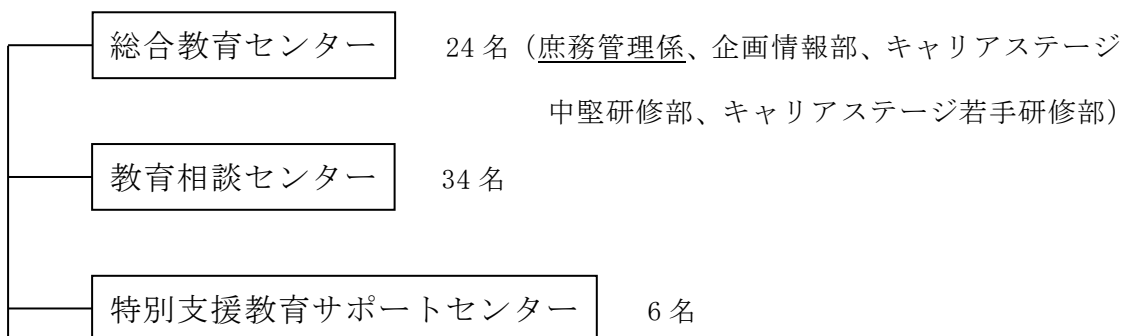 総合教育センター 24名（庶務管理係、企画情報部、キャリアステージ
中堅研修部、キャリアステージ若手研修部）
教育相談センター 34名
特別支援教育サポートセンター 6名